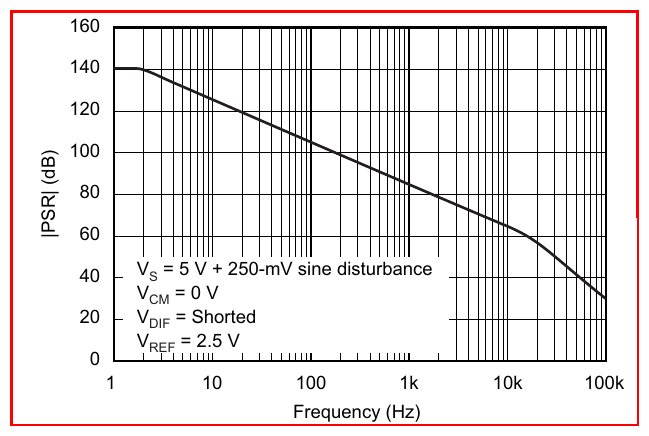 160
140
120
100
80
60
40
20
0
|PSR| (dB)
V_S = 5 V + 250-mV sine disturbance
V_CM = 0 V
V_DIF = Shorted
V_REF = 2.5 V
1 10 100 1k 10k 100k
Frequency (Hz)